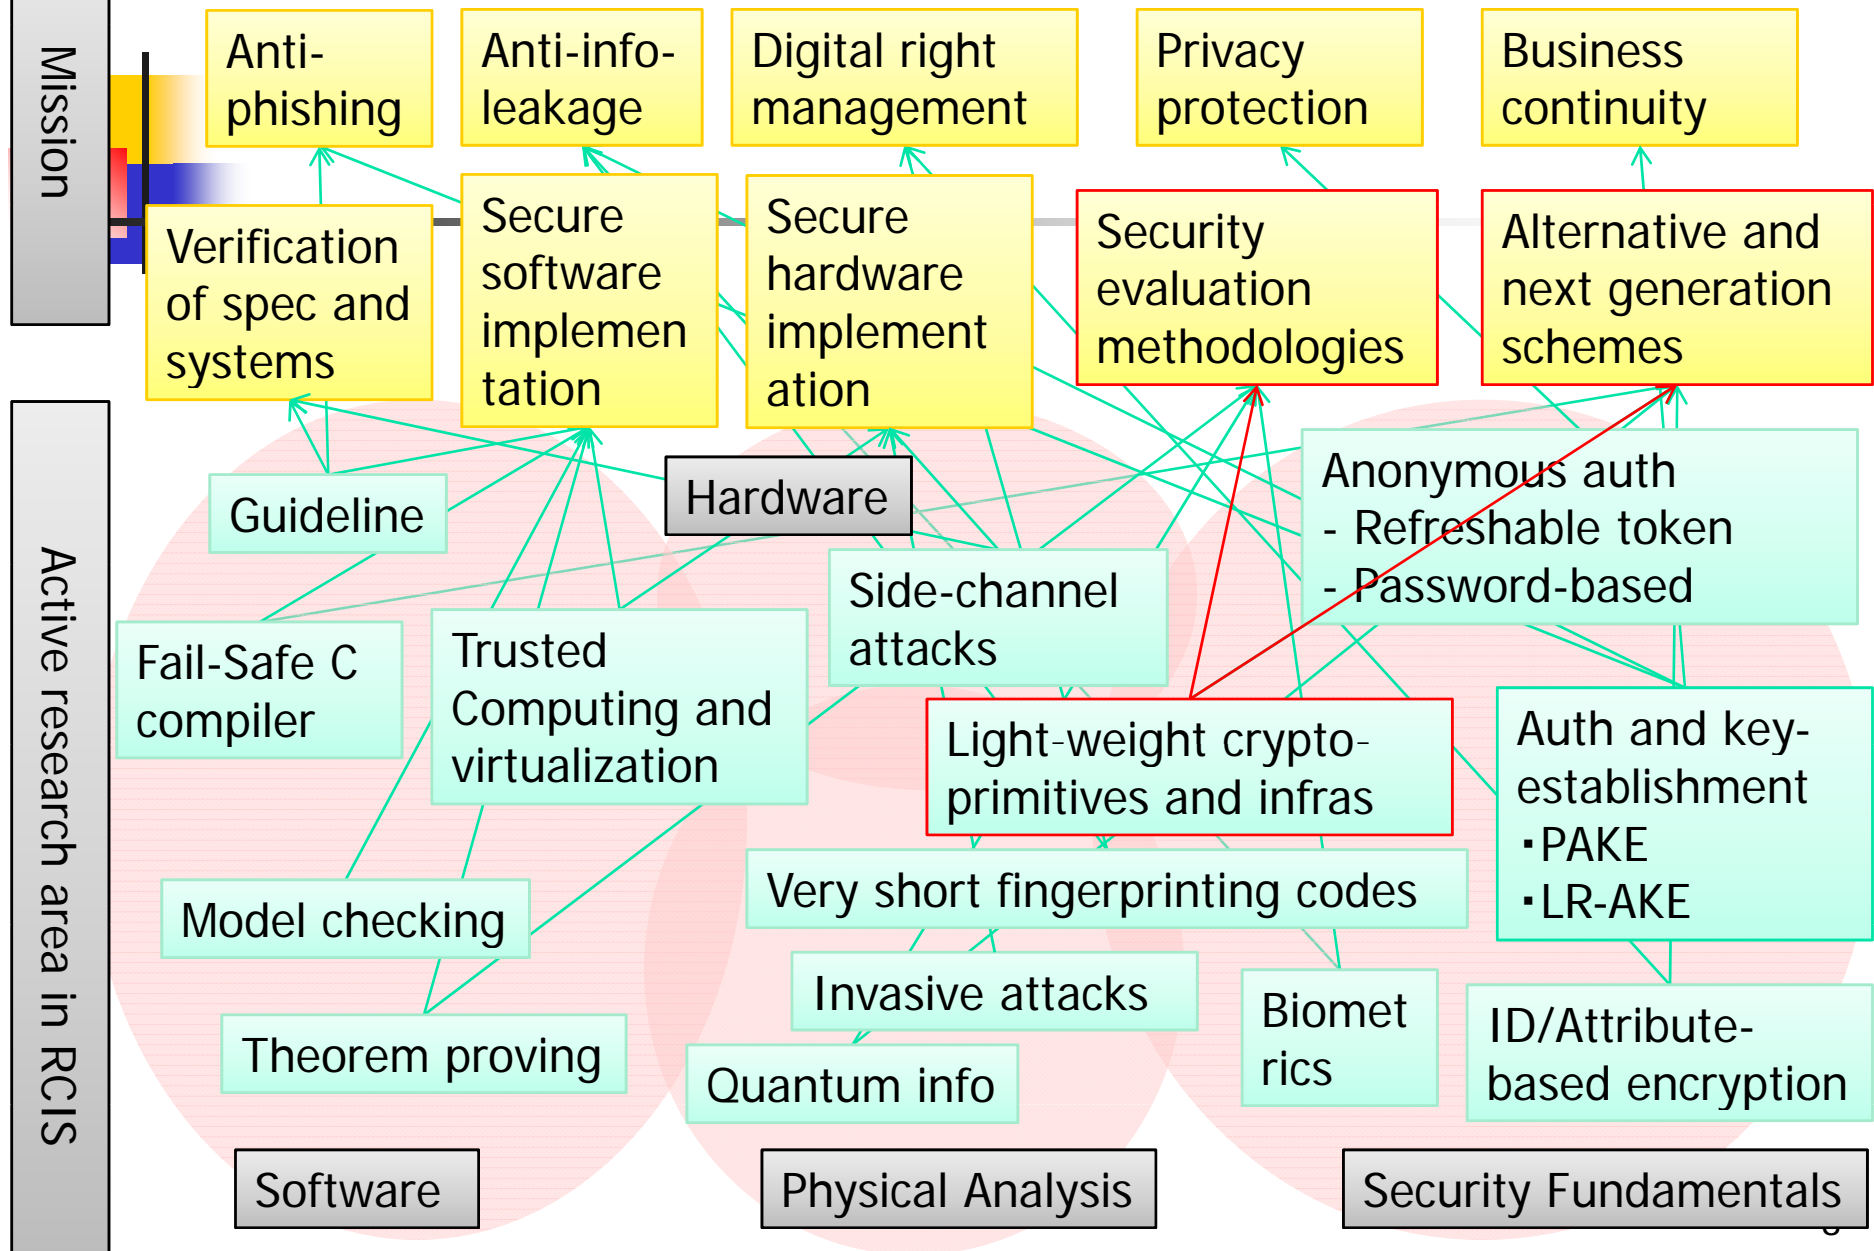 Mission
Anti-
phishing
Anti-info-
leakage
Digital right
management
Privacy
protection
Business
continuity
Verification
of spec and
systems
Secure
software
implemen
tation
Secure
hardware
implement
ation
Security
evaluation
methodologies
Alternative and
next generation
schemes
Active research area in RCIS
Guideline
Hardware
Anonymous auth
- Refreshable token
- Password-based
Side-channel
attacks
Fail-Safe C
compiler
Trusted
Computing and
virtualization
Light-weight crypto-
primitives and infras
Auth and key-
establishment
・PAKE
・LR-AKE
Model checking
Very short fingerprinting codes
Invasive attacks
Biomet
rics
ID/Attribute-
based encryption
Theorem proving
Quantum info
Software
Physical Analysis
Security Fundamentals